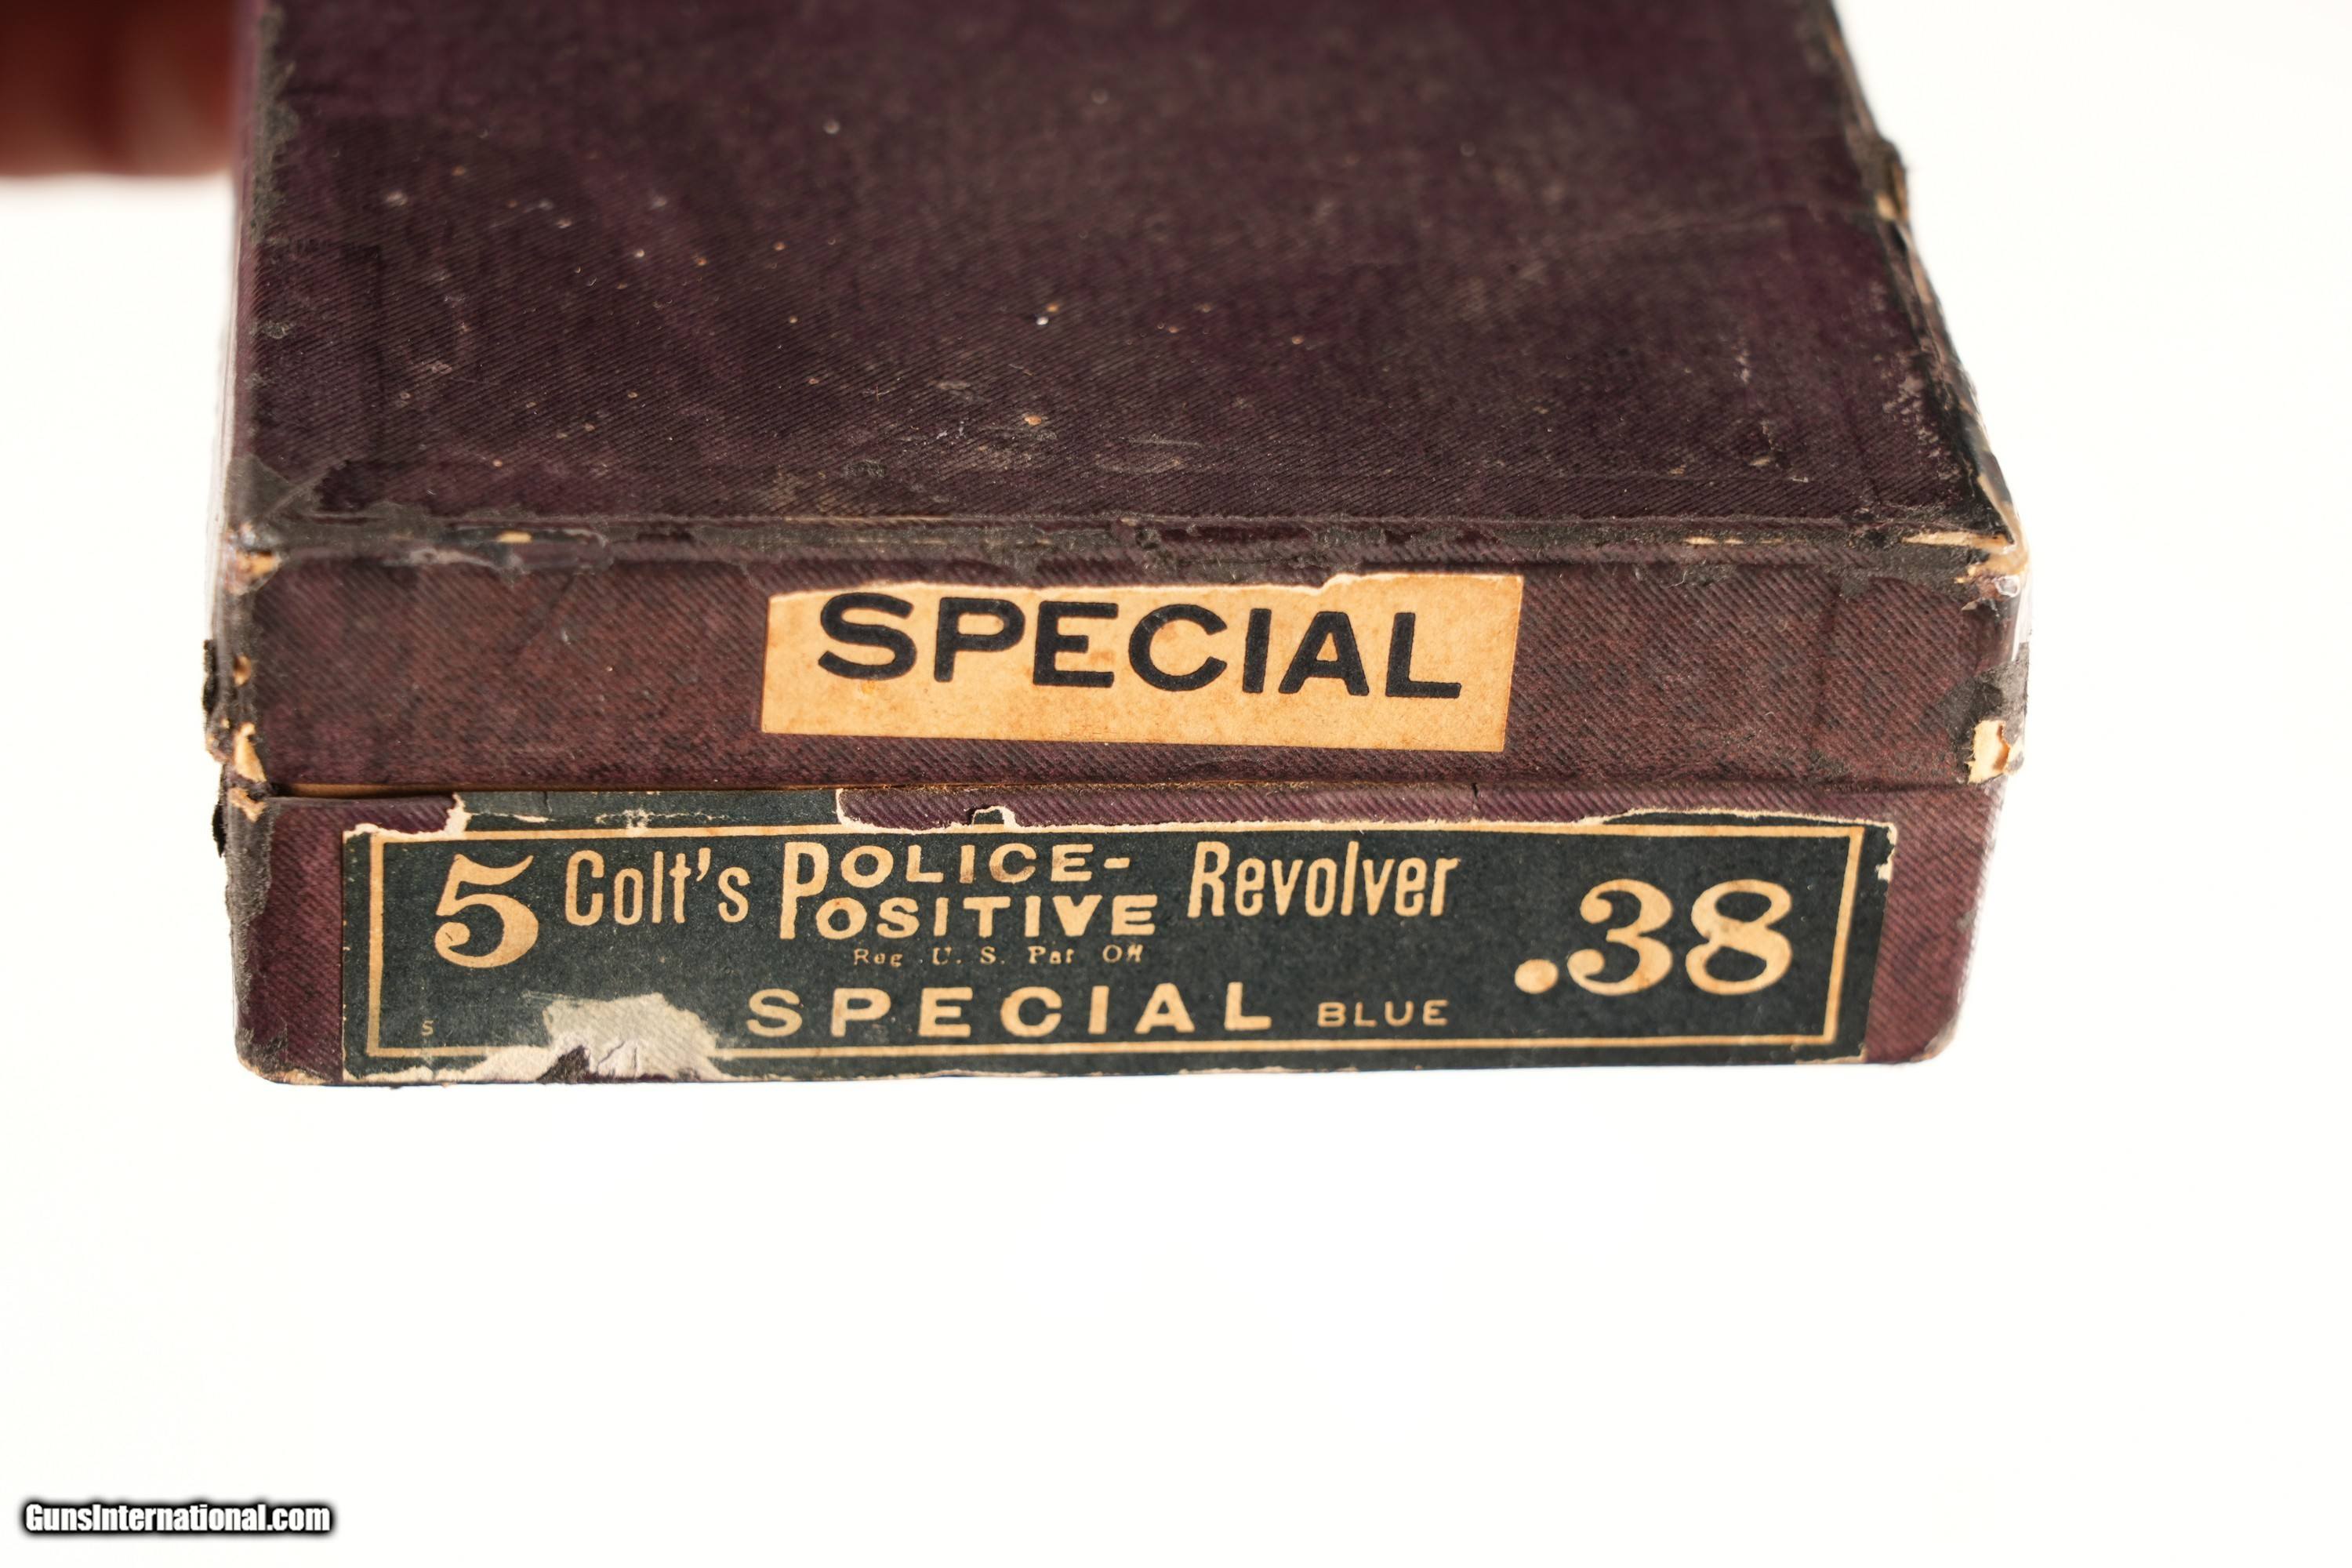 SPECIAL
5 Colt's POLICE-POSITIVE Revolver .38
Reg. U. S. Pat Off
SPECIAL BLUE
S
GunsInternational.com